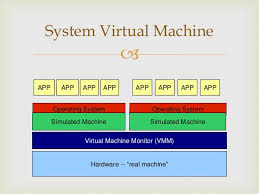 System Virtual Machine
APP APP APP APP APP APP APP APP
Operating System Operating System
Simulated Machine Simulated Machine
Virtual Machine Monitor (VMM)
Hardware -- "real machine"